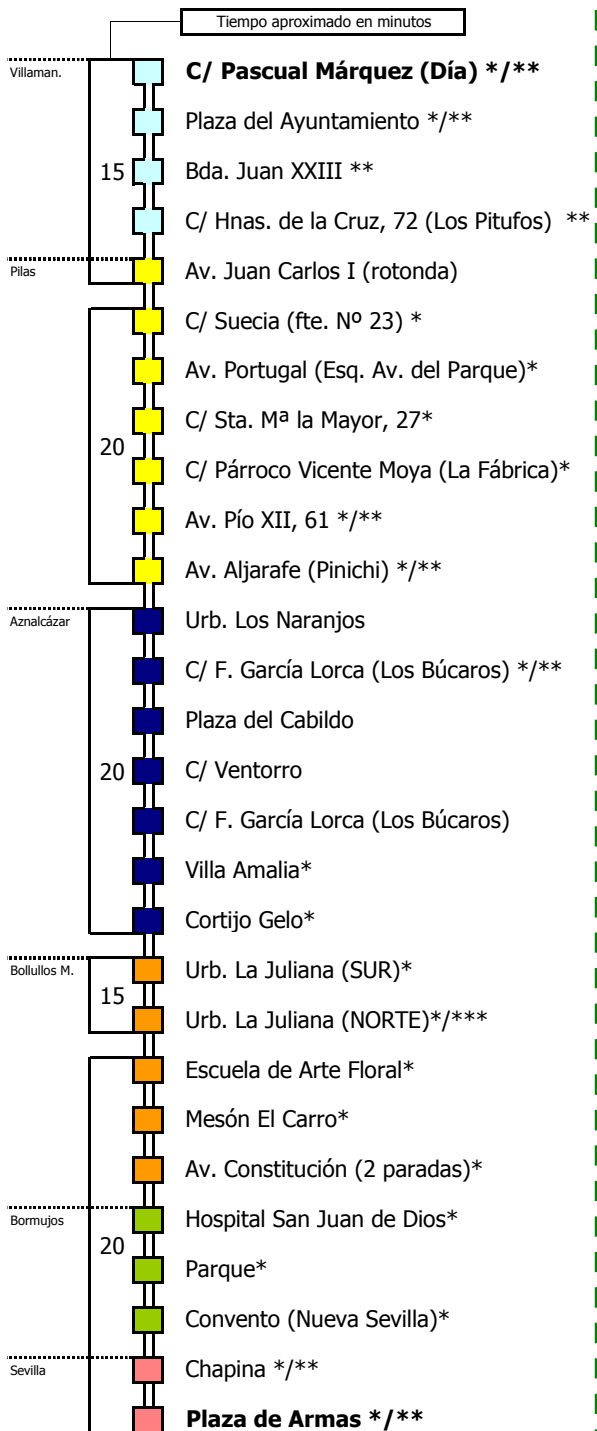 Tiempo aproximado en minutos
Villaman.
C/ Pascual Márquez (Día) */**
Plaza del Ayuntamiento */**
15
Bda. Juan XXIII **
C/ Hnas. de la Cruz, 72 (Los Pitufos) **
Pilas
Av. Juan Carlos I (rotonda)
C/ Suecia (fte. Nº 23) *
Av. Portugal (Esq. Av. del Parque)*
C/ Sta. Mª la Mayor, 27*
20
C/ Párroco Vicente Moya (La Fábrica)*
Av. Pío XII, 61 */**
Av. Aljarafe (Pinichi) */**
Aznalcázar
Urb. Los Naranjos
C/ F. García Lorca (Los Búcaros) */**
Plaza del Cabildo
20
C/ Ventorro
C/ F. García Lorca (Los Búcaros)
Villa Amalia*
Cortijo Gelo*
Bollullos M.
Urb. La Juliana (SUR)*
15
Urb. La Juliana (NORTE)*/***
Escuela de Arte Floral*
Mesón El Carro*
Av. Constitución (2 paradas)*
Bormujos
Hospital San Juan de Dios*
20
Parque*
Convento (Nueva Sevilla)*
Sevilla
Chapina */**
Plaza de Armas */**